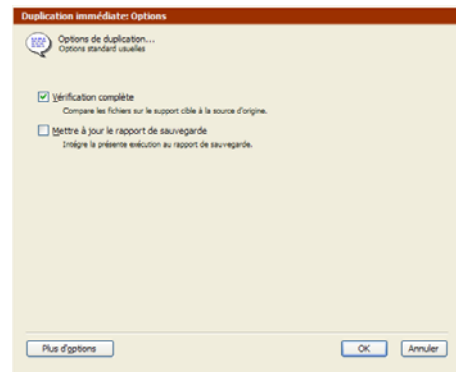 Duplication immédiate: Options
Options de duplication...
Options standard usuelles
Vérification complète
Compare les fichiers sur le support cible à la source d'origine.
Mettre à jour le rapport de sauvegarde
Intègre la présente exécution au rapport de sauvegarde.
Plus d'options
OK
Annuler